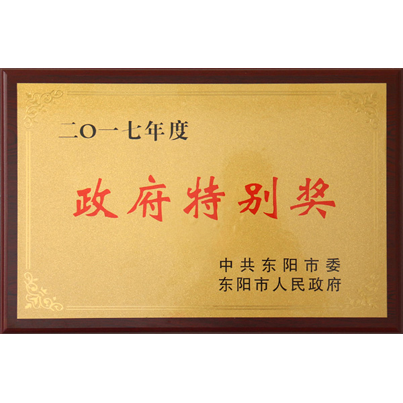 二〇一七年度
政府特别奖
中共东阳市委
东阳市人民政府